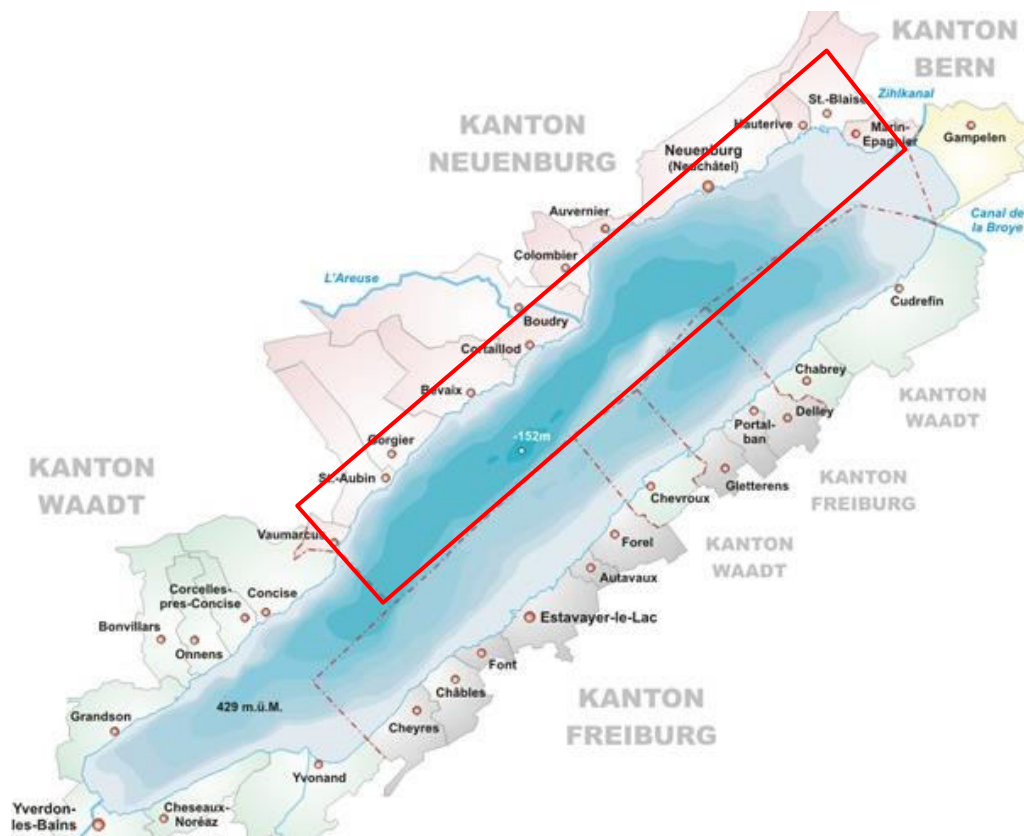 KANTON
BERN
Zihlkanal
St.-Blaise
Hauterive
Marin-
Epagnier
Gampelen
KANTON
NEUENBURG
Neuenburg
(Neuchâtel)
Auvernier
Canal de
la Broye
Colombier
L'Areuse
Cudrefin
Boudry
Cortaillod
Chabrey
Bevaix
KANTON
WAADT
Delley
Portal-
ban
-152m
Gorgier
KANTON
WAADT
St.-Aubin
Gletterens
Chevroux
KANTON
FREIBURG
Vaumarcus
Forel
KANTON
WAADT
Autavaux
Corcelles-
pres-Concise
Concise
Bonvillars
Onnens
Estavayer-le-Lac
Font
Châbles
KANTON
FREIBURG
429 m.ü.M.
Grandson
Cheyres
Yvonand
Yverdon-
les-Bains
Cheseaux-
Noréaz